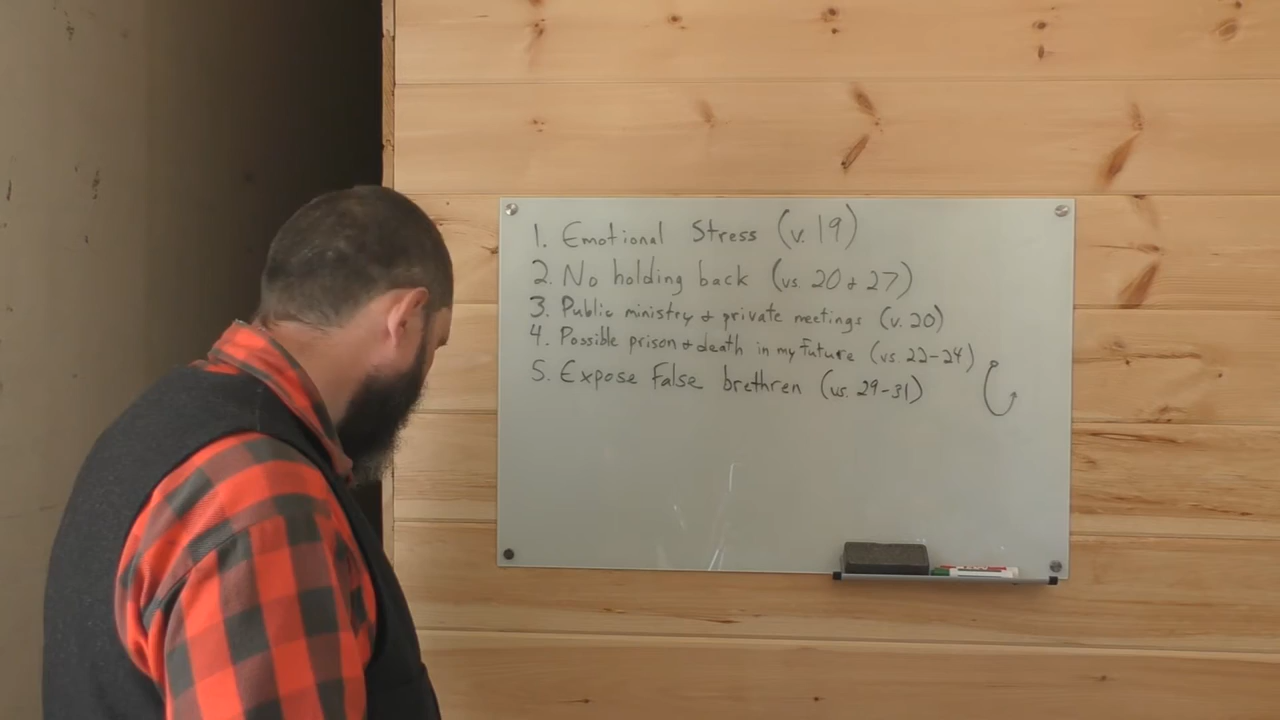 1. Emotional Stress (v. 19)
2. No holding back (vs. 20 & 27)
3. Public ministry & private meetings (v. 20)
4. Possible prison & death in my future (vs. 22-24)
5. Expose False brethren (vs. 29-31)